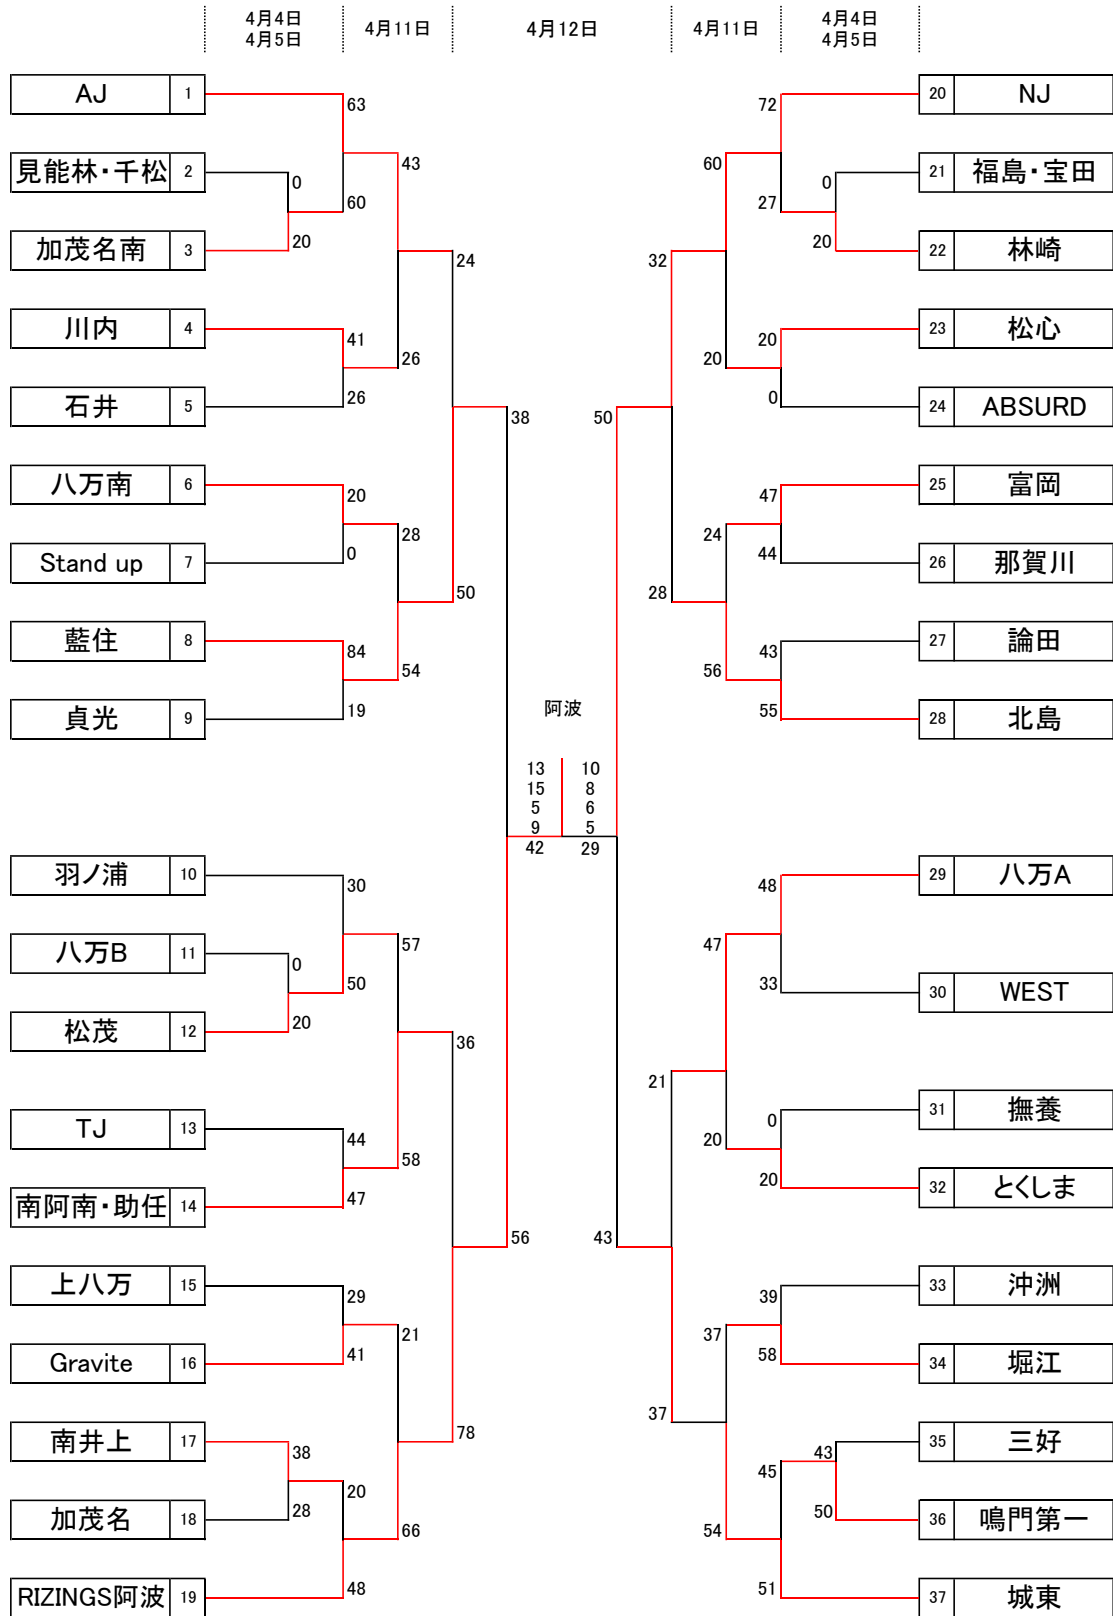 4月4日
4月5日
4月11日
4月12日
4月11日
4月4日
4月5日
AJ 1
63
見能林・千松 2
0
43
60
加茂名南 3
20
24
川内 4
41
26
石井 5
26
38
八万南 6
20
28
Stand up 7
0
50
藍住 8
84
54
貞光 9
19
羽ノ浦 10
30
八万B 11
0
57
50
松茂 12
20
36
TJ 13
44
58
南阿南・助任 14
47
56
上八万 15
29
21
Gravite 16
41
78
南井上 17
38
20
加茂名 18
28
66
RIZINGS阿波 19
48
阿波
13 10
15 8
5 6
9 5
42 29
72
20 NJ
60
0
21 福島・宝田
27
20
22 林崎
32
20
23 松心
20
0
24 ABSURD
50
47
25 富岡
24
44
26 那賀川
28
43
27 論田
56
55
28 北島
48
29 八万A
47
33
30 WEST
21
0
31 撫養
20
20
32 とくしま
43
39
33 沖洲
37
58
34 堀江
37
43
35 三好
45
50
36 鳴門第一
54
51
37 城東